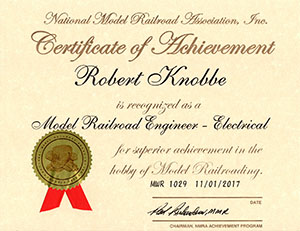 National Model Railroad Association, Inc.
Certificate of Achievement
Robert Knobbe
is recognized as a
Model Railroad Engineer - Electrical
for superior achievement in the
hobby of Model Railroading.
MWR 1029 11/01/2017
DATE
CHAIRMAN, NMRA ACHIEVEMENT PROGRAM.